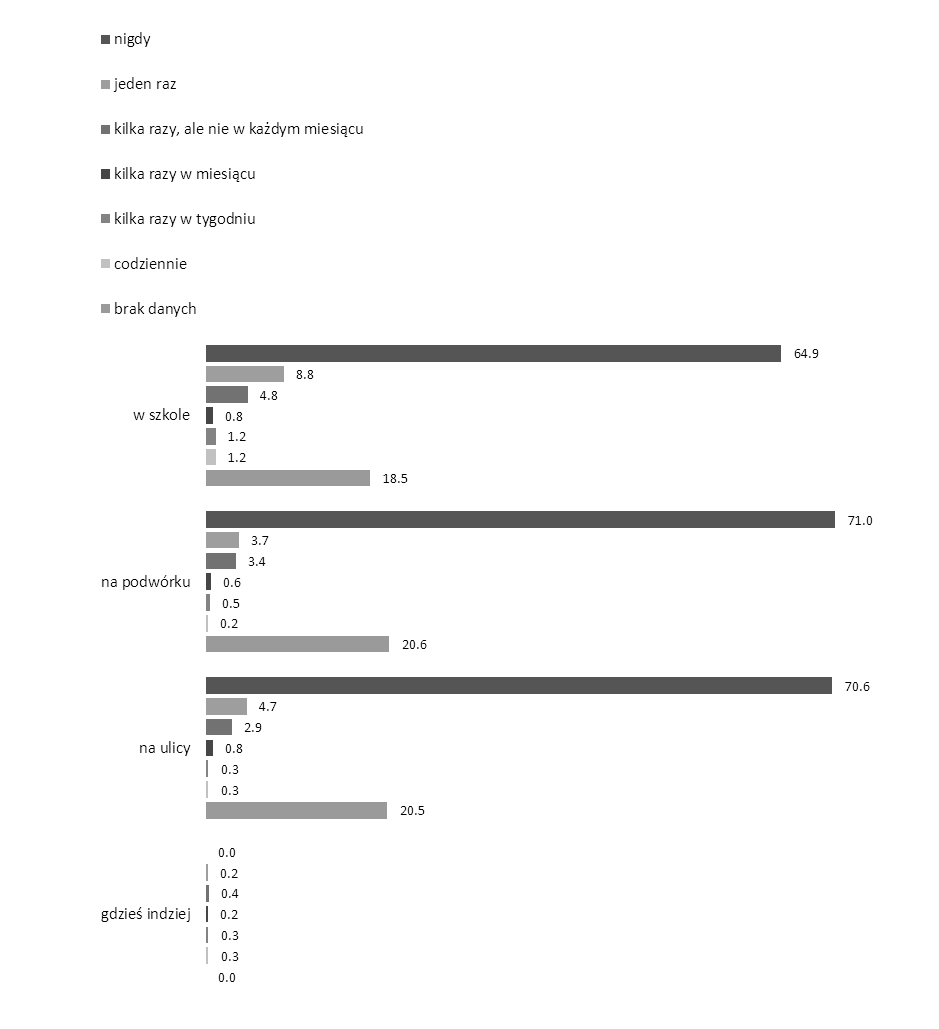 nigdy
jeden raz
kilka razy, ale nie w każdym miesiącu
kilka razy w miesiącu
kilka razy w tygodniu
codziennie
brak danych
64.9
8.8
4.8
w szkole
0.8
1.2
1.2
18.5
71.0
3.7
3.4
na podwórku
0.6
0.5
0.2
20.6
70.6
4.7
2.9
na ulicy
0.8
0.3
0.3
20.5
0.0
0.2
0.4
gdzieś indziej
0.2
0.3
0.3
0.0